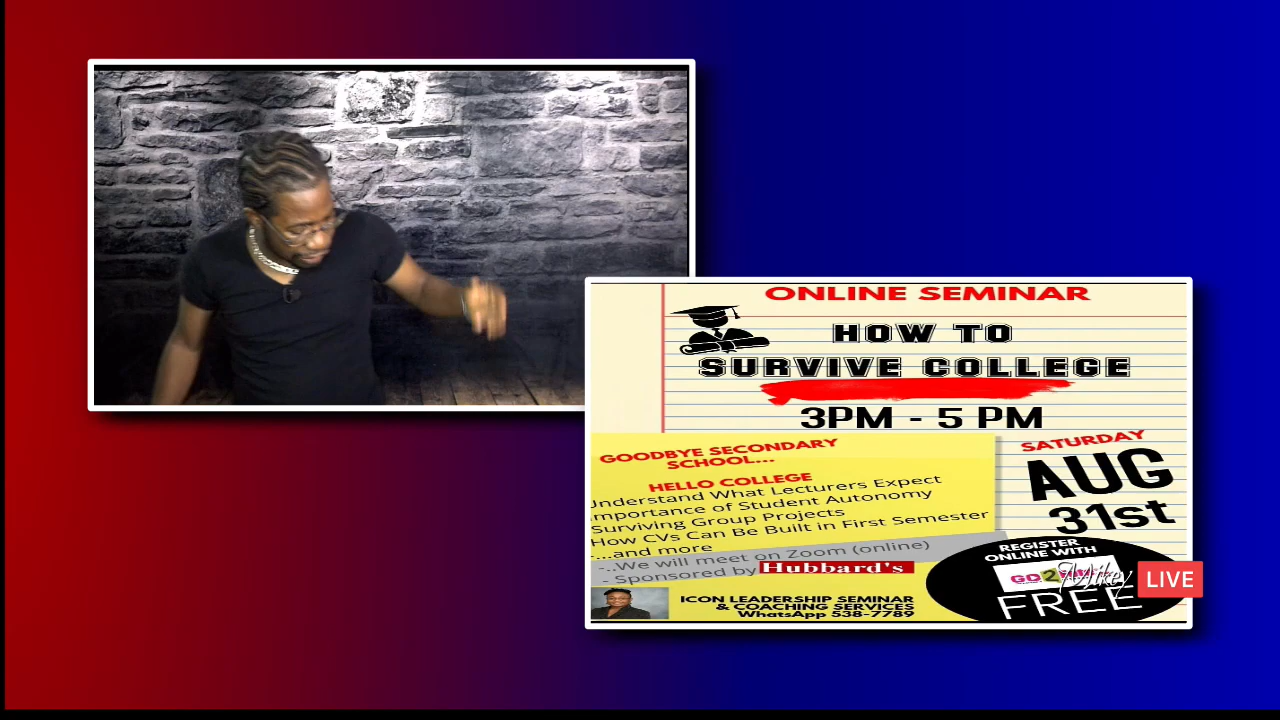 ONLINE SEMINAR
HOW TO
SURVIVE COLLEGE
3PM - 5 PM
GOODBYE SECONDARY
SCHOOL...
HELLO COLLEGE
Understand What Lecturers Expect
Importance of Student Autonomy
Surviving Group Projects
How CVs Can Be Built in First Semester
...and more
-..We will meet on Zoom (online)
- Sponsored by Hubbard's
SATURDAY
AUG
31st
REGISTER
ONLINE WITH
GO2
Mikey LIVE
FREE
ICON LEADERSHIP SEMINAR
& COACHING SERVICES
WhatsApp 538-7789